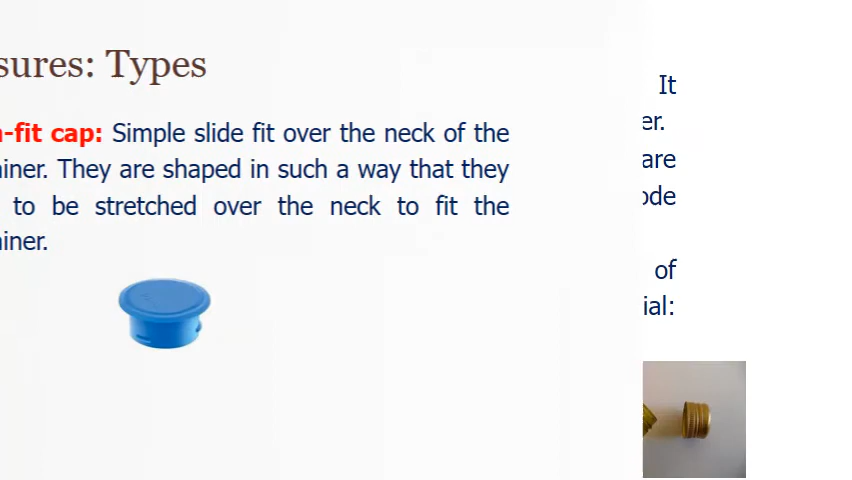 sures: Types
-fit cap: Simple slide fit over the neck of the
iner. They are shaped in such a way that they
to be stretched over the neck to fit the
iner.
It
er.
are
ode
of
ial: